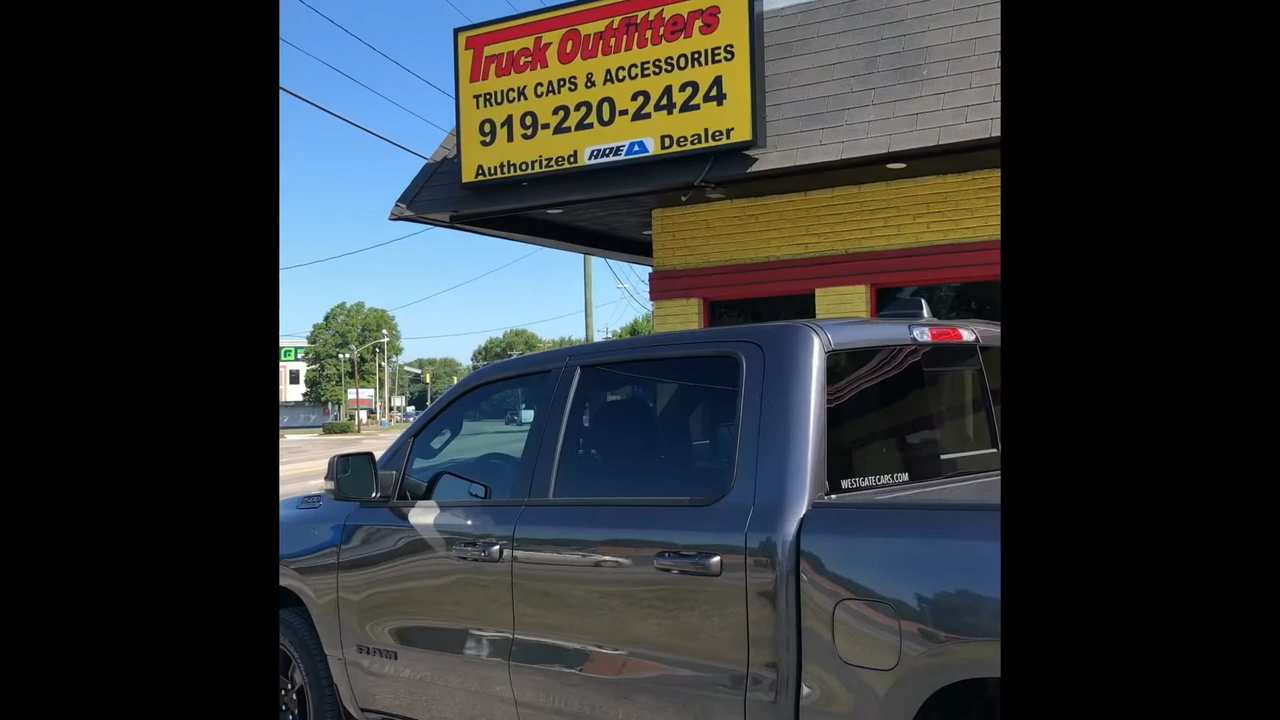 Truck Outfitters
TRUCK CAPS & ACCESSORIES
919-220-2424
Authorized ARE Dealer
WESTGATECARS.COM
RAM